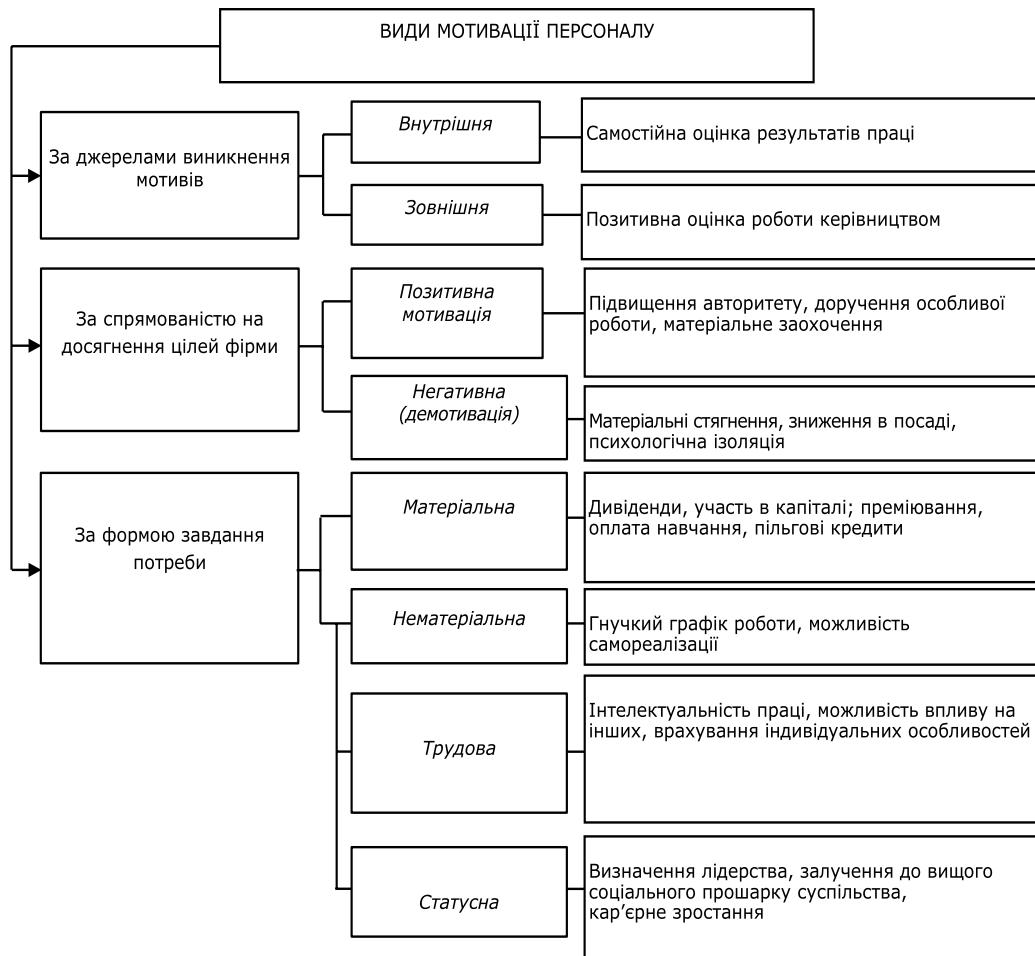 ВИДИ МОТИВАЦІЇ ПЕРСОНАЛУ
За джерелами виникнення
мотивів
Внутрішня
Самостійна оцінка результатів праці
Зовнішня
Позитивна оцінка роботи керівництвом
За спрямованістю на
досягнення цілей фірми
Позитивна
мотивація
Підвищення авторитету, доручення особливої
роботи, матеріальне заохочення
Негативна
(демотивація)
Матеріальні стягнення, зниження в посаді,
психологічна ізоляція
За формою завдання
потреби
Матеріальна
Дивіденди, участь в капіталі; преміювання,
оплата навчання, пільгові кредити
Нематеріальна
Гнучкий графік роботи, можливість
самореалізації
Трудова
Інтелектуальність праці, можливість впливу на
інших, врахування індивідуальних особливостей
Статусна
Визначення лідерства, залучення до вищого
соціального прошарку суспільства,
кар’єрне зростання